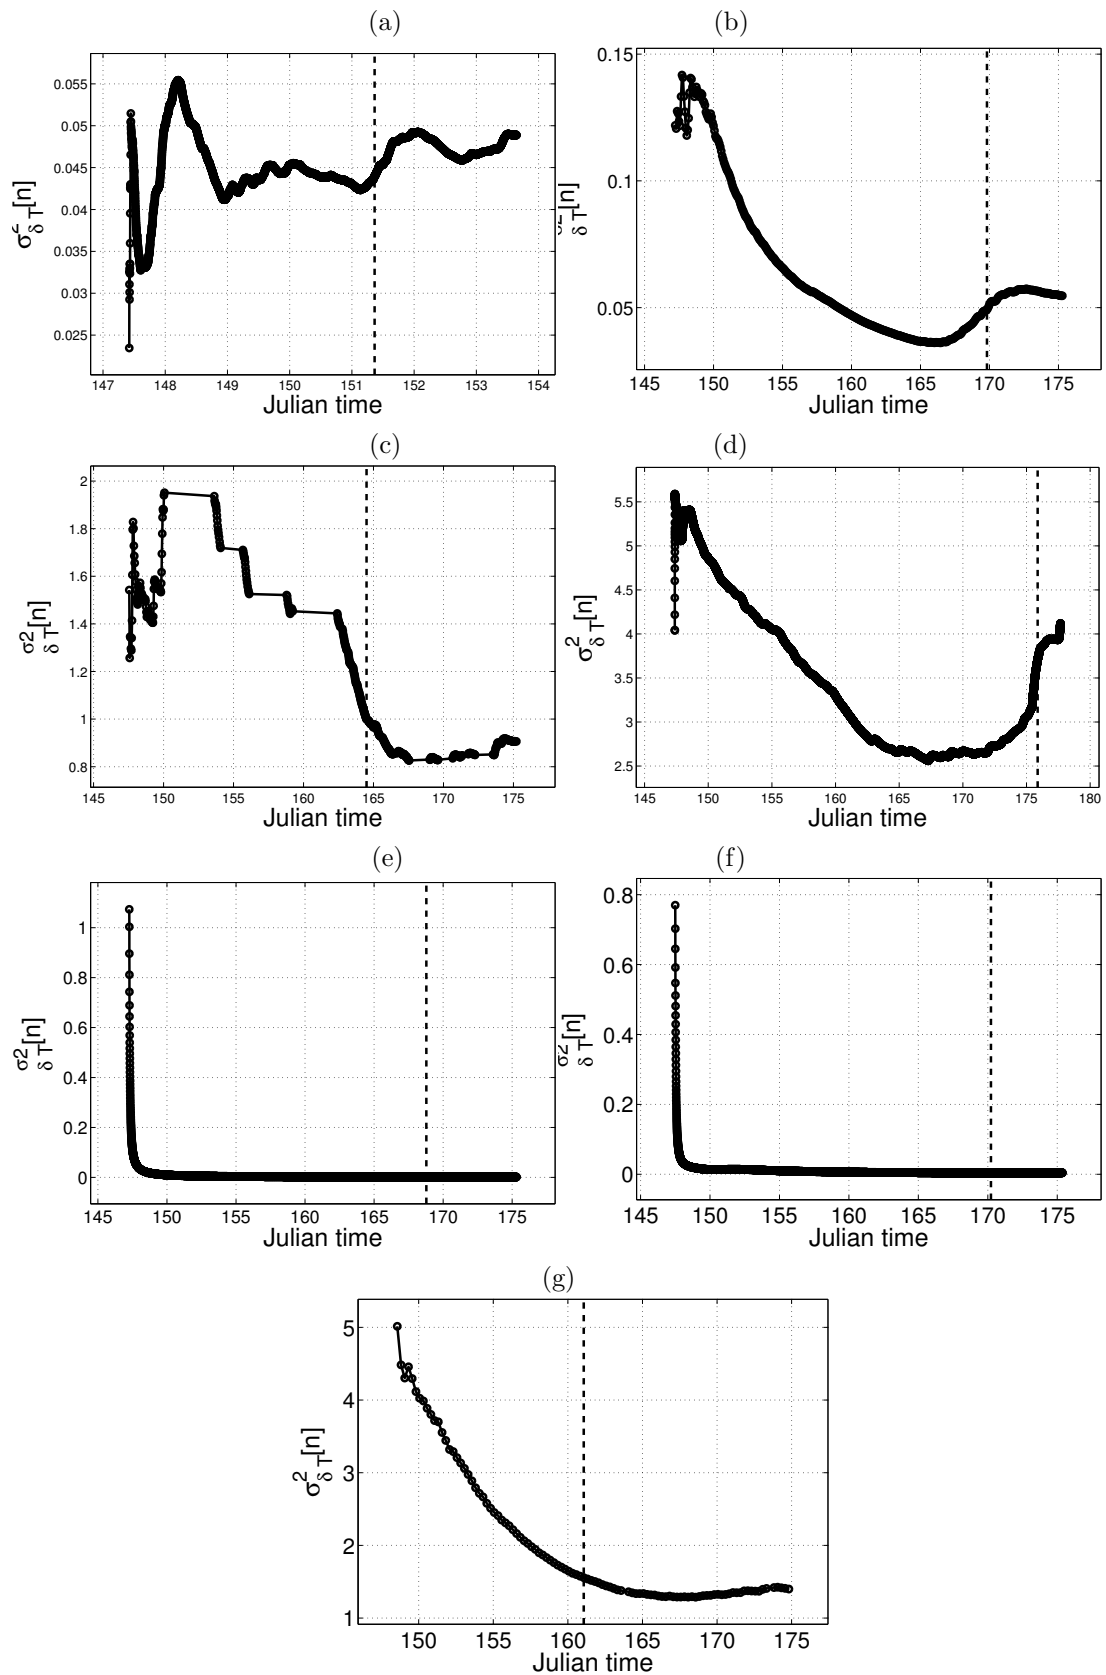 (a)
0.055
0.05
0.045
0.04
0.035
0.03
0.025
σ²δT[n]
147 148 149 150 151 152 153 154
Julian time
(b)
0.15
0.1
0.05
σ²δT[n]
145 150 155 160 165 170 175
Julian time
(c)
2
1.8
1.6
1.4
1.2
1
0.8
σ²δT[n]
145 150 155 160 165 170 175
Julian time
(d)
5.5
5
4.5
4
3.5
3
2.5
σ²δT[n]
145 150 155 160 165 170 175 180
Julian time
(e)
1
0.8
0.6
0.4
0.2
0
σ²δT[n]
145 150 155 160 165 170 175
Julian time
(f)
0.8
0.6
0.4
0.2
0
σ²δT[n]
145 150 155 160 165 170 175
Julian time
(g)
5
4
3
2
1
σ²δT[n]
150 155 160 165 170 175
Julian time